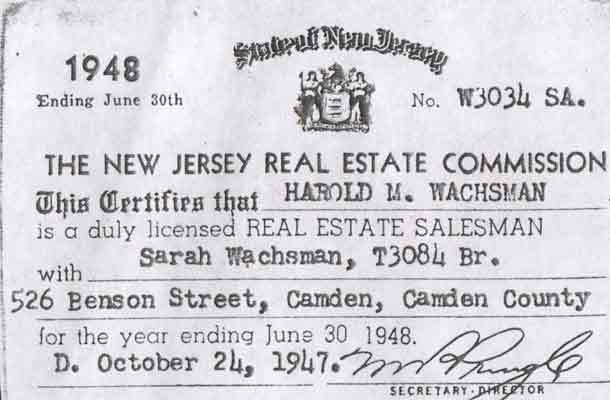 State of New Jersey
1948
Ending June 30th
No. W3034 SA.
THE NEW JERSEY REAL ESTATE COMMISSION
This Certifies that HAROLD M. WACHSMAN
is a duly licensed REAL ESTATE SALESMAN
with Sarah Wachsman, T3084 Br.
526 Benson Street, Camden, Camden County
for the year ending June 30 1948.
D. October 24, 1947.
SECRETARY-DIRECTOR